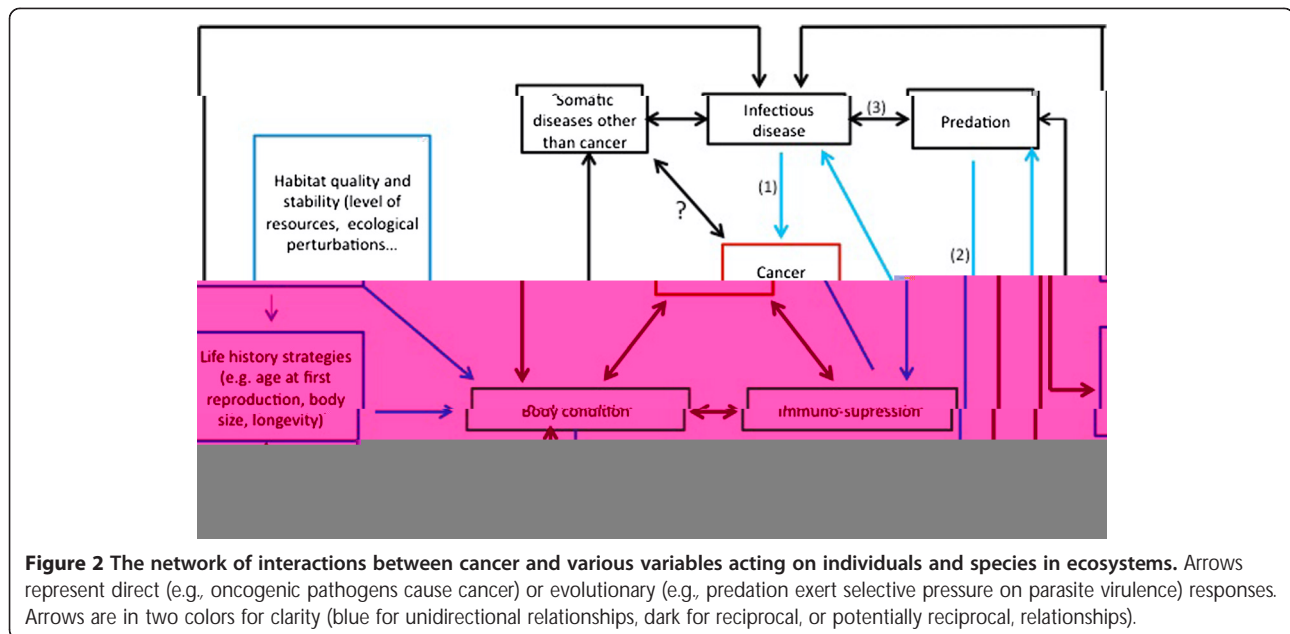 Somatic
diseases other
than cancer
Infectious
disease
(3)
Predation
Habitat quality and
stability (level of
resources, ecological
perturbations...
(1)
?
(2)
Cancer
Life history strategies
(e.g. age at first
reproduction, body
size, longevity)
Body condition
Immuno-supression
Figure 2 The network of interactions between cancer and various variables acting on individuals and species in ecosystems. Arrows
represent direct (e.g., oncogenic pathogens cause cancer) or evolutionary (e.g., predation exert selective pressure on parasite virulence) responses.
Arrows are in two colors for clarity (blue for unidirectional relationships, dark for reciprocal, or potentially reciprocal, relationships).